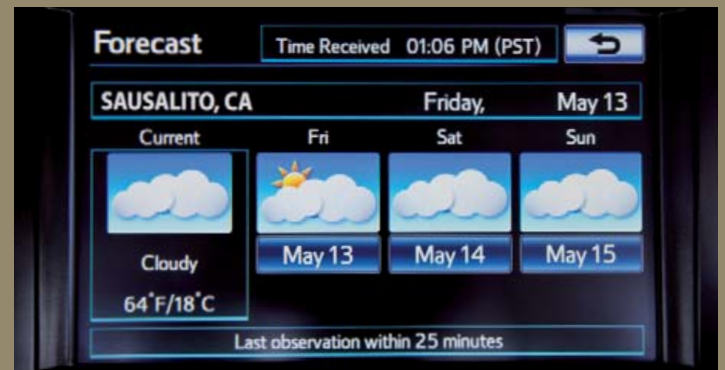 Forecast Time Received 01:06 PM (PST)
SAUSALITO, CA Friday, May 13
Current Fri Sat Sun
Cloudy May 13 May 14 May 15
64°F/18°C
Last observation within 25 minutes